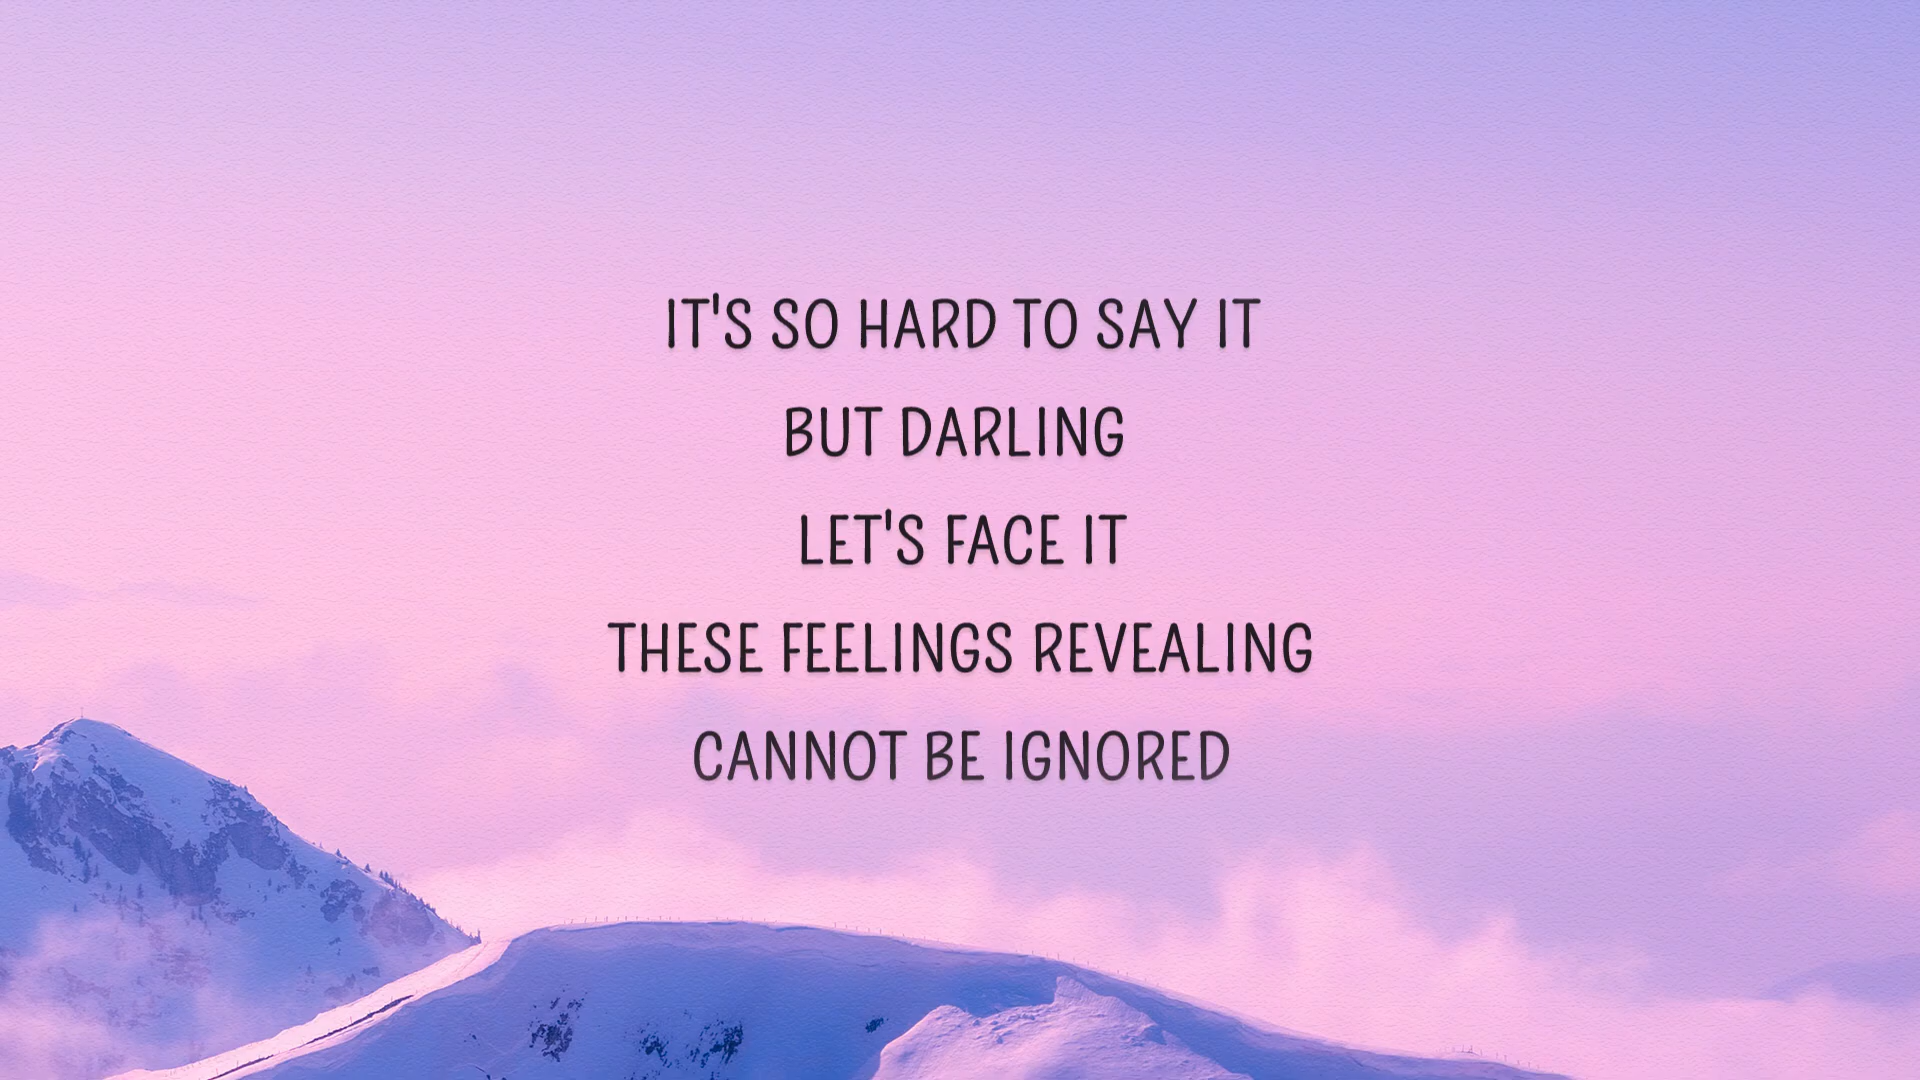 IT'S SO HARD TO SAY IT
BUT DARLING
LET'S FACE IT
THESE FEELINGS REVEALING
CANNOT BE IGNORED